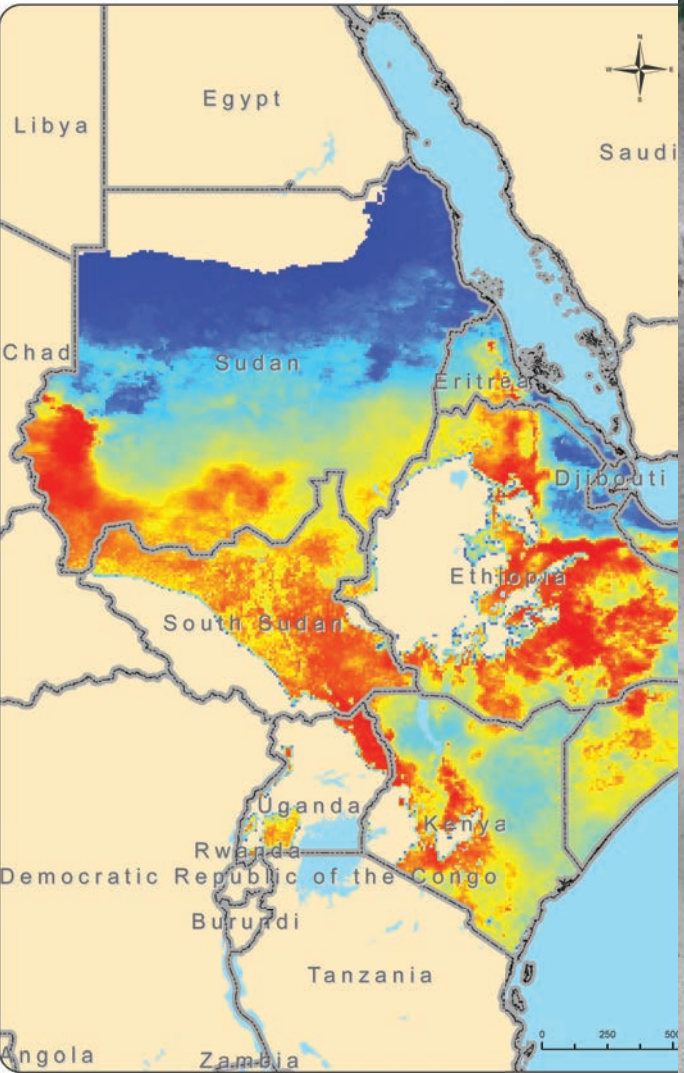 N
W E
S
Egypt
Libya
Saudi
Chad
Sudan
Eritrea
Djibouti
Ethiopia
South Sudan
Uganda
Kenya
Rwanda
Democratic Republic of the Congo
Burundi
Tanzania
0 250 500
Angola
Zambia